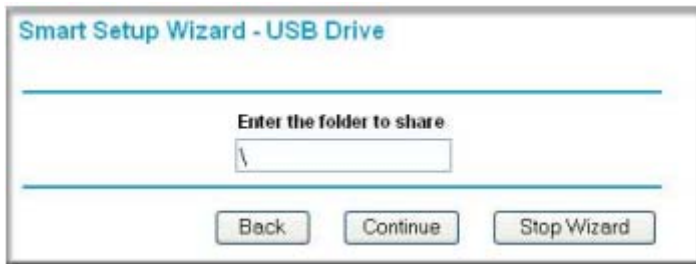 Smart Setup Wizard - USB Drive
Enter the folder to share
\
Back Continue Stop Wizard